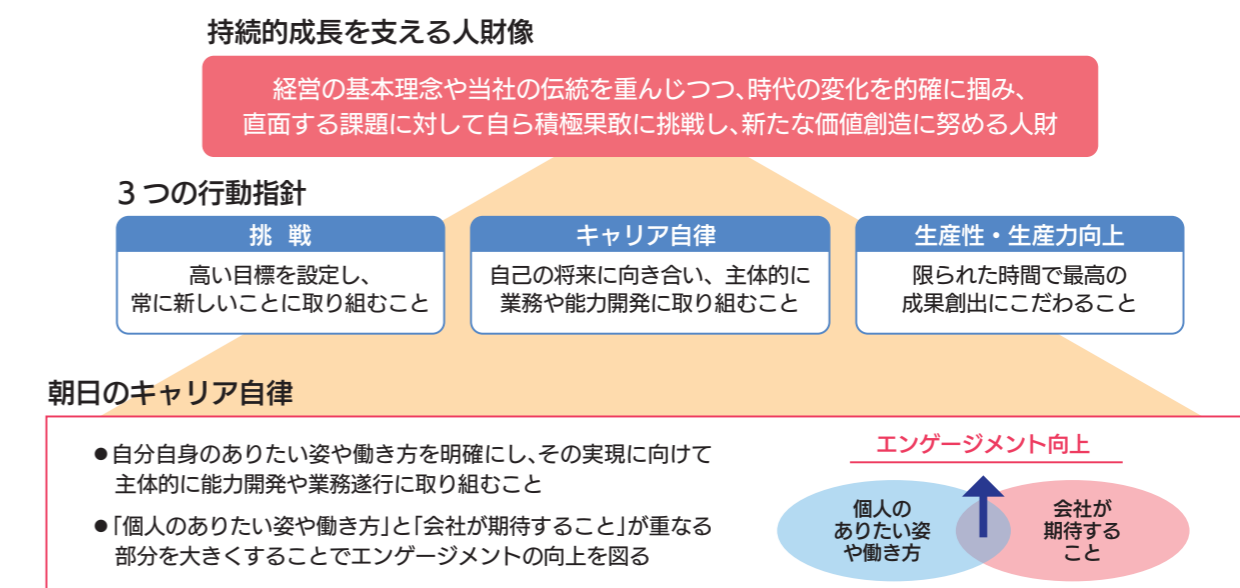 持続的成長を支える人財像
経営の基本理念や当社の伝統を重んじつつ、時代の変化を的確に掴み、
直面する課題に対して自ら積極果敢に挑戦し、新たな価値創造に努める人財
3つの行動指針
挑 戦
高い目標を設定し、
常に新しいことに取り組むこと
キャリア自律
自己の将来に向き合い、主体的に
業務や能力開発に取り組むこと
生産性・生産力向上
限られた時間で最高の
成果創出にこだわること
朝日のキャリア自律
●自分自身のありたい姿や働き方を明確にし、その実現に向けて
主体的に能力開発や業務遂行に取り組むこと
●「個人のありたい姿や働き方」と「会社が期待すること」が重なる
部分を大きくすることでエンゲージメントの向上を図る
エンゲージメント向上
個人の
ありたい姿
や働き方
会社が
期待する
こと